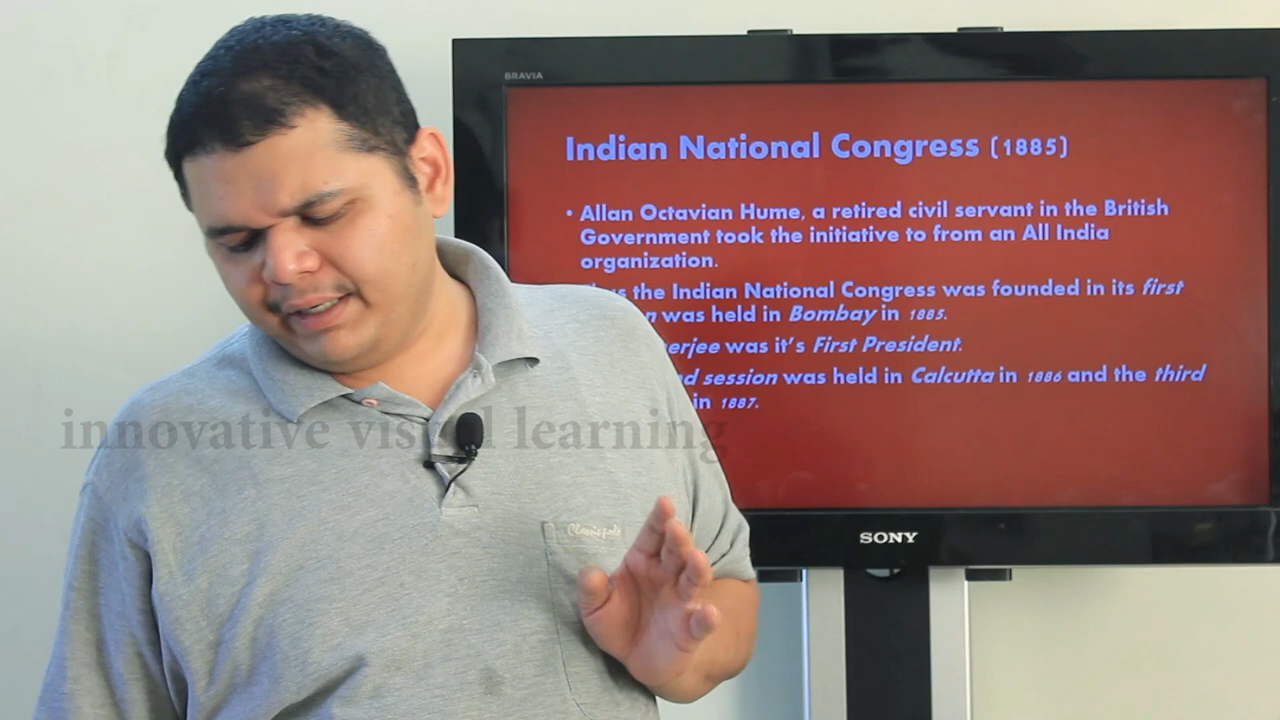 BRAVIA
Indian National Congress (1885)
• Allan Octavian Hume, a retired civil servant in the British
Government took the initiative to from an All India
organization.
the Indian National Congress was founded in its first
was held in Bombay in 1885.
was it's First President.
session was held in Calcutta in 1886 and the third
in 1887.
innovative visual learning
Classic polo
SONY